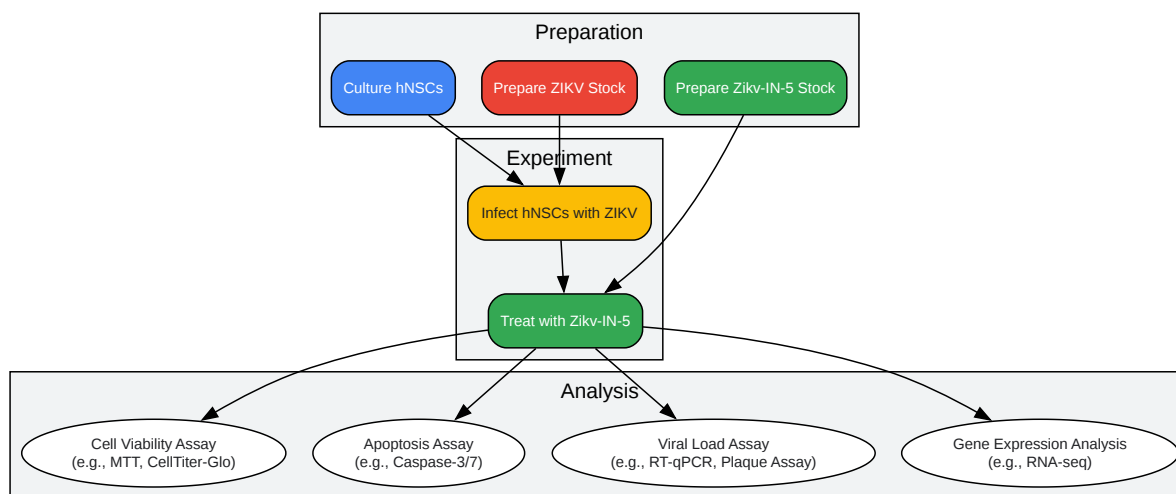 Preparation
Culture hNSCs
Prepare ZIKV Stock
Prepare Zikv-IN-5 Stock
Experiment
Infect hNSCs with ZIKV
Treat with Zikv-IN-5
Analysis
Cell Viability Assay
(e.g., MTT, CellTiter-Glo)
Apoptosis Assay
(e.g., Caspase-3/7)
Viral Load Assay
(e.g., RT-qPCR, Plaque Assay)
Gene Expression Analysis
(e.g., RNA-seq)